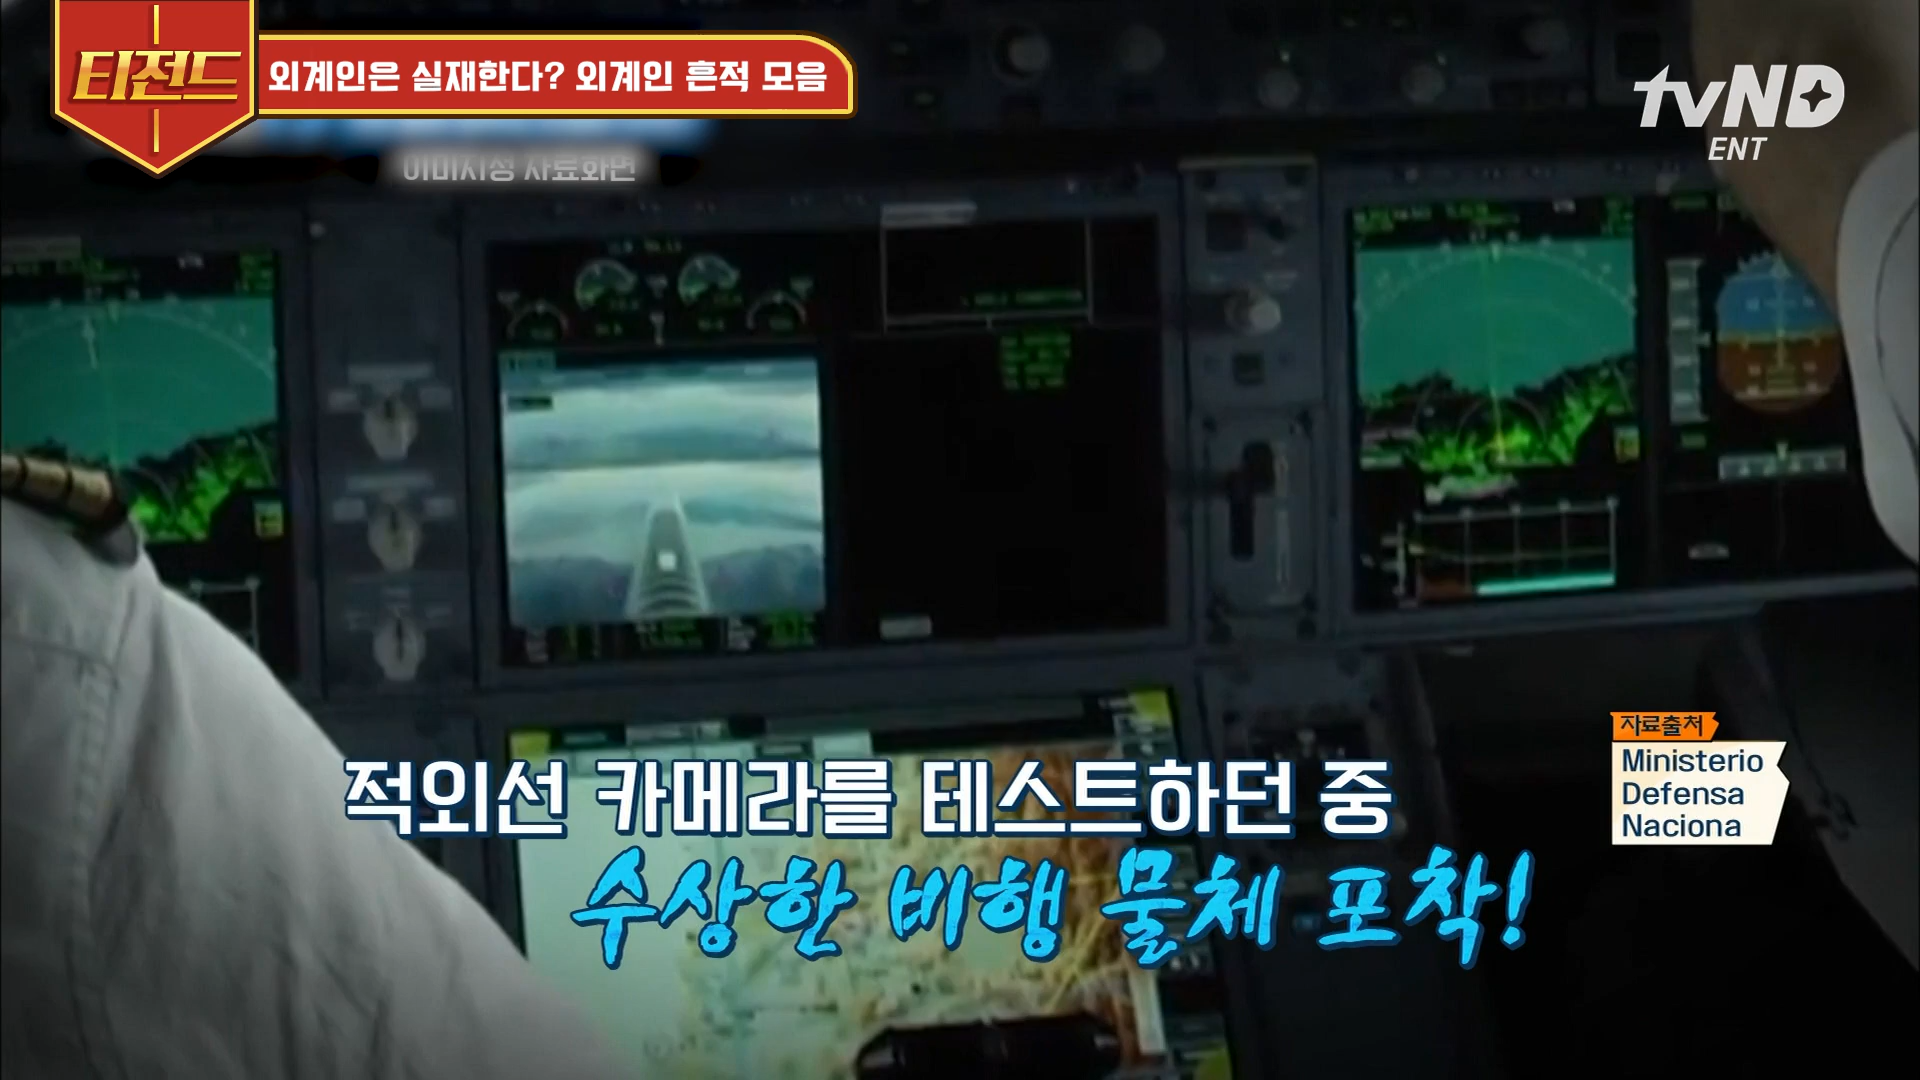 티전드
외계인은 실재한다? 외계인 흔적 모음
tvND
ENT
이미지성 자료화면
자료출처
Ministerio
Defensa
Naciona
적외선 카메라를 테스트하던 중
수상한 비행 물체 포착!